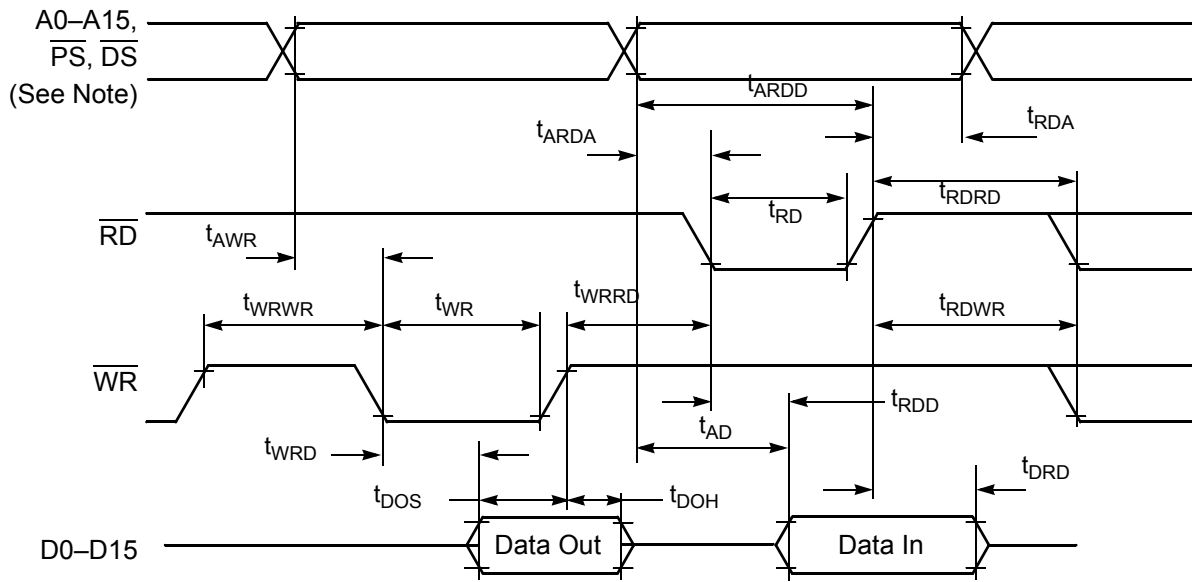 A0–A15,
PS, DS
(See Note)
tARDD
tRDA
tARDA
tRDRD
tRD
RD
tAWR
tWRWR
tWR
tWRRD
tRDWR
WR
tRDD
tAD
tWRD
tDRD
tDOS
tDOH
D0–D15
Data Out
Data In